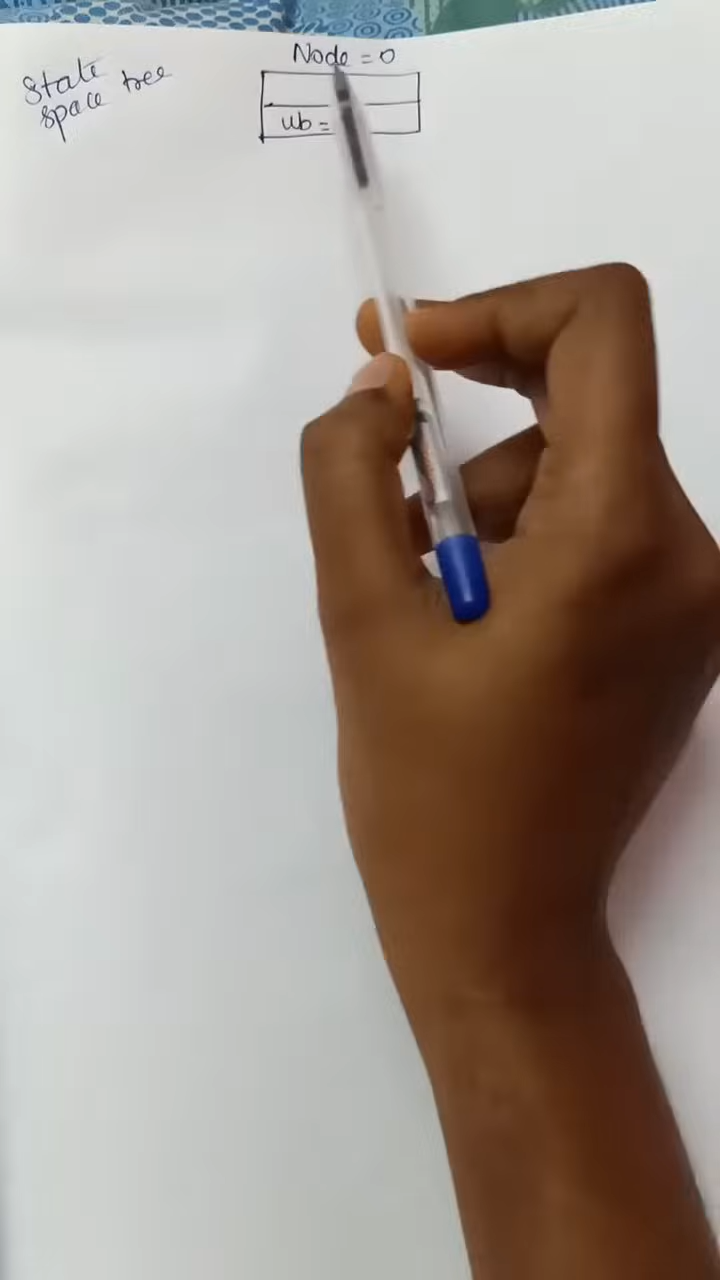 State
space tree
Node = 0
ub =